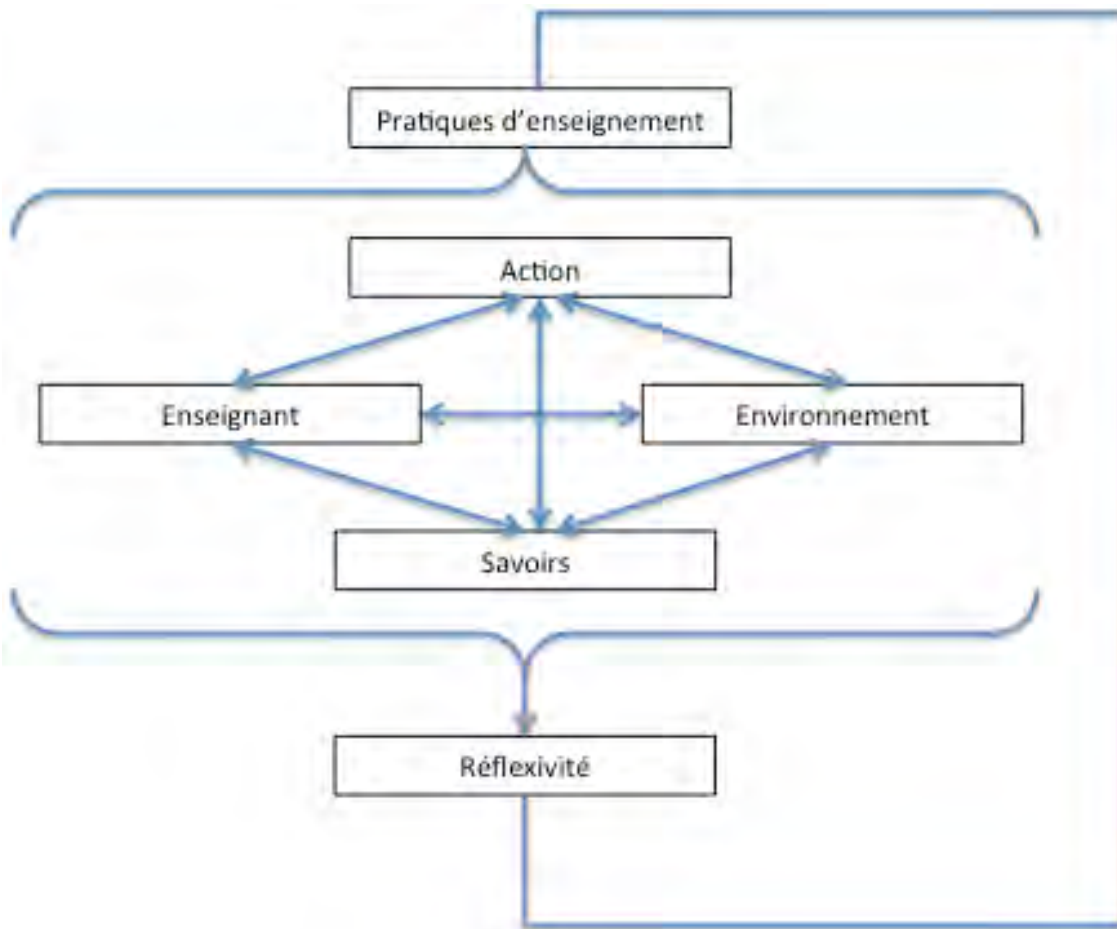 Pratiques d'enseignement
Action
Enseignant
Environnement
Savoirs
Réflexivité